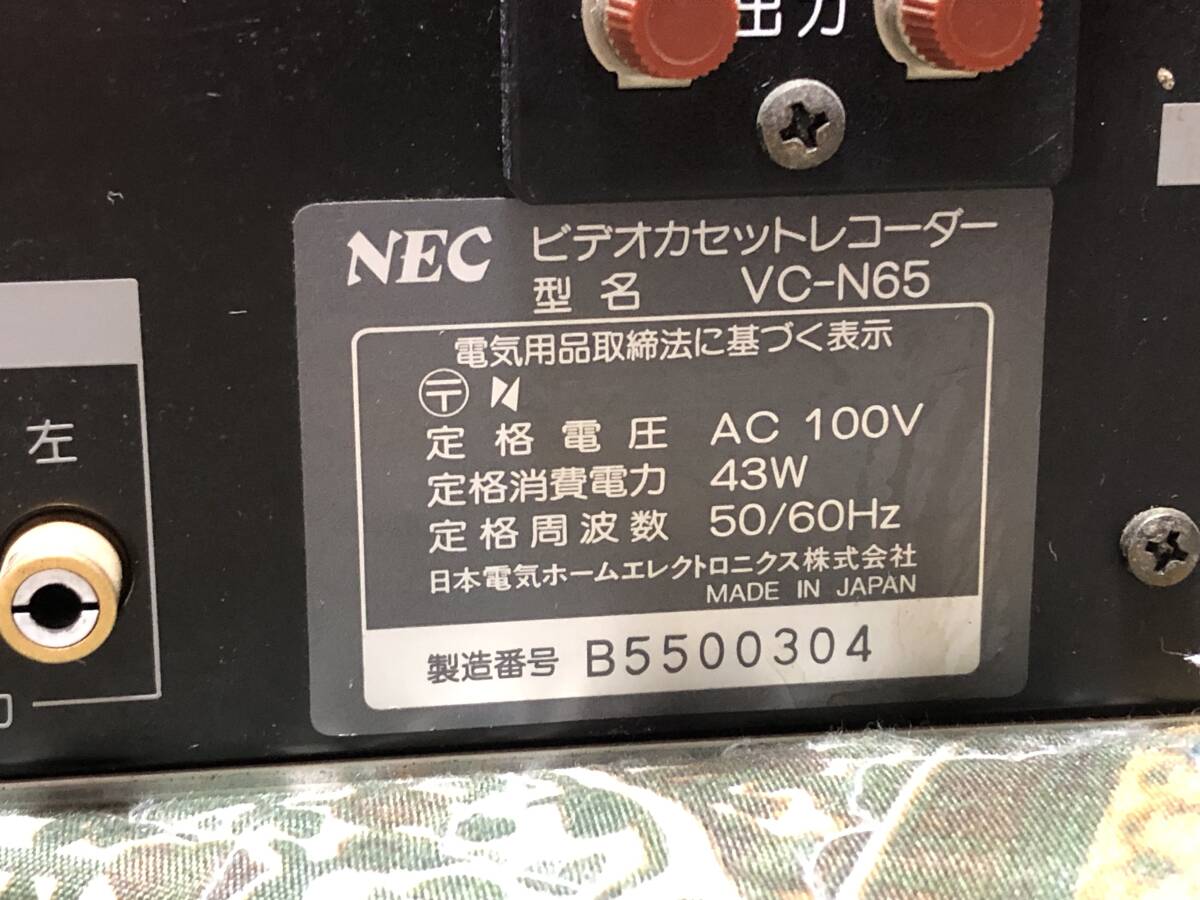 出力
NEC ビデオカセットレコーダー
型名 VC-N65
電気用品取締法に基づく表示
〒
定格電圧 AC 100V
定格消費電力 43W
定格周波数 50/60Hz
日本電気ホームエレクトロニクス株式会社
MADE IN JAPAN
製造番号 B5500304
左